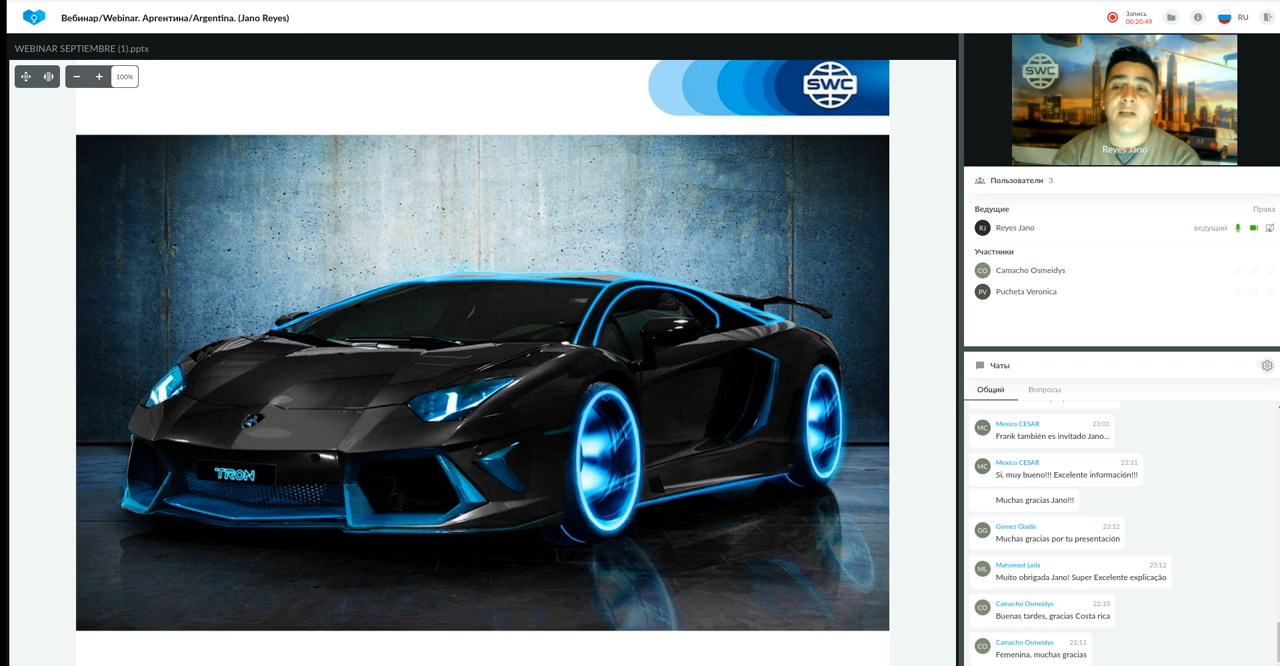 Вебинар/Webinar. Аргентина/Argentina. (Jano Reyes)
Запись
00:20:49
RU
WEBINAR SEPTIEMBRE (1).pptx
100%
SWC
TRON
SWC
Reyes Jano
Пользователи 3
Ведущие Права
RJ Reyes Jano ведущий
Участники
CO Camacho Osmeidys
PV Pucheta Veronica
Чаты
Общий Вопросы
MC Mexico CESAR 23:03
Frank también es invitado Jano...
MC Mexico CESAR 23:11
Si, muy bueno!!! Excelente información!!!
Muchas gracias Jano!!!
GG Gomez Gladis 23:12
Muchas gracias por tu presentación
ML Mahomed Leila 23:12
Muito obrigada Jano! Super Excelente explicação
CO Camacho Osmeidys 22:10
Buenas tardes, gracias Costa rica
CO Camacho Osmeidys 22:11
Femenina, muchas gracias